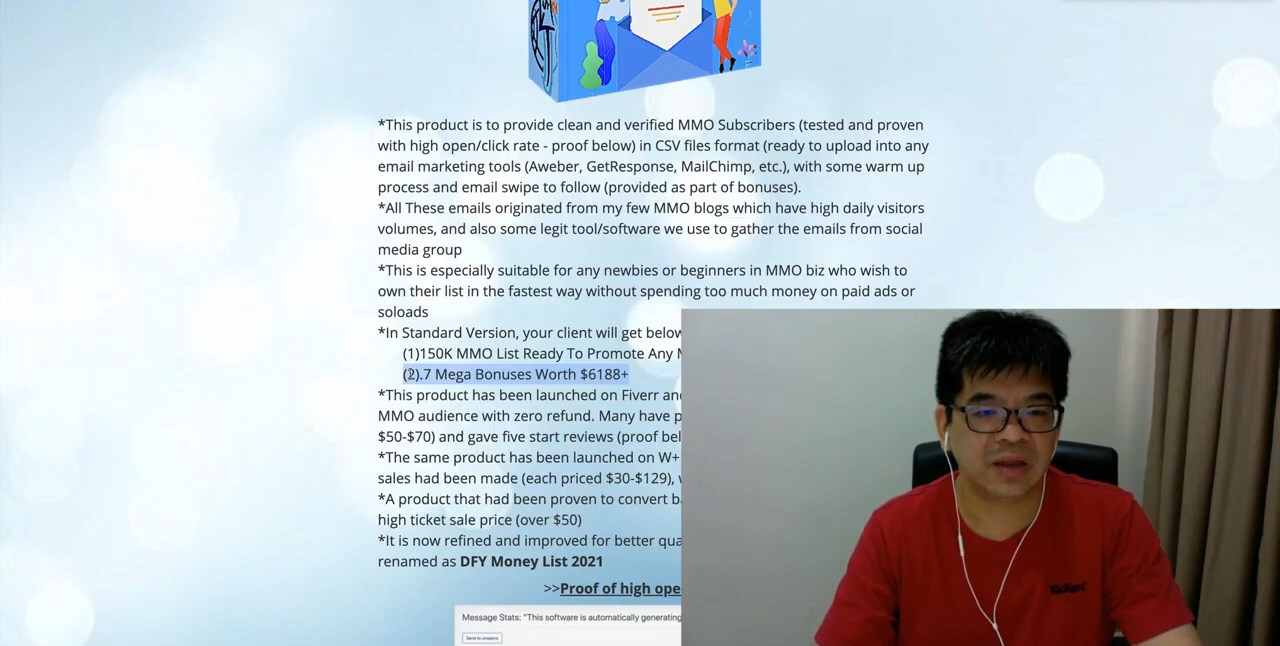 *This product is to provide clean and verified MMO Subscribers (tested and proven
with high open/click rate - proof below) in CSV files format (ready to upload into any
email marketing tools (Aweber, GetResponse, MailChimp, etc.), with some warm up
process and email swipe to follow (provided as part of bonuses).
*All These emails originated from my few MMO blogs which have high daily visitors
volumes, and also some legit tool/software we use to gather the emails from social
media group
*This is especially suitable for any newbies or beginners in MMO biz who wish to
own their list in the fastest way without spending too much money on paid ads or
soloads
*In Standard Version, your client will get below
(1)150K MMO List Ready To Promote Any
(2).7 Mega Bonuses Worth $6188+
*This product has been launched on Fiverr and
MMO audience with zero refund. Many have
$50-$70) and gave five start reviews (proof
*The same product has been launched on W+
sales had been made (each priced $30-$129),
*A product that had been proven to convert
high ticket sale price (over $50)
*It is now refined and improved for better
renamed as DFY Money List 2021
>>Proof of high
Message Stats: "This software is automatically generating
Send to unopens
KicKers